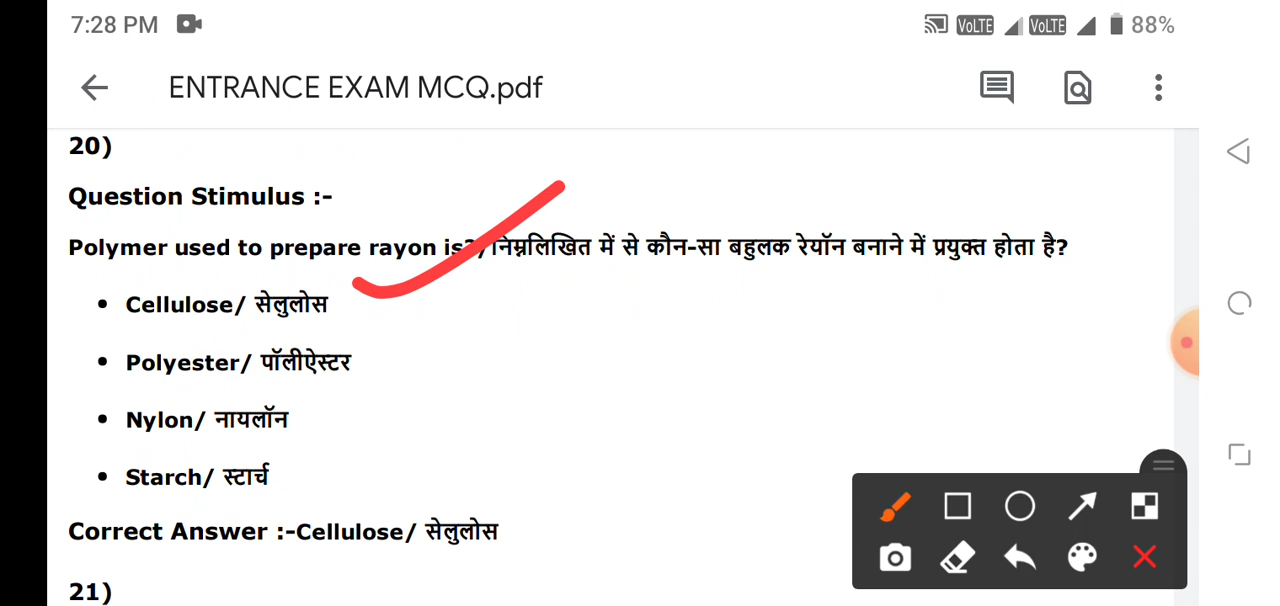 7:28 PM VoLTE VoLTE 88%
ENTRANCE EXAM MCQ.pdf
20)
Question Stimulus :-
Polymer used to prepare rayon is?/ निम्नलिखित में से कौन-सा बहुलक रेयॉन बनाने में प्रयुक्त होता है?
• Cellulose/ सेलुलोस
• Polyester/ पॉलीऐस्टर
• Nylon/ नायलॉन
• Starch/ स्टार्च
Correct Answer :-Cellulose/ सेलुलोस
21)